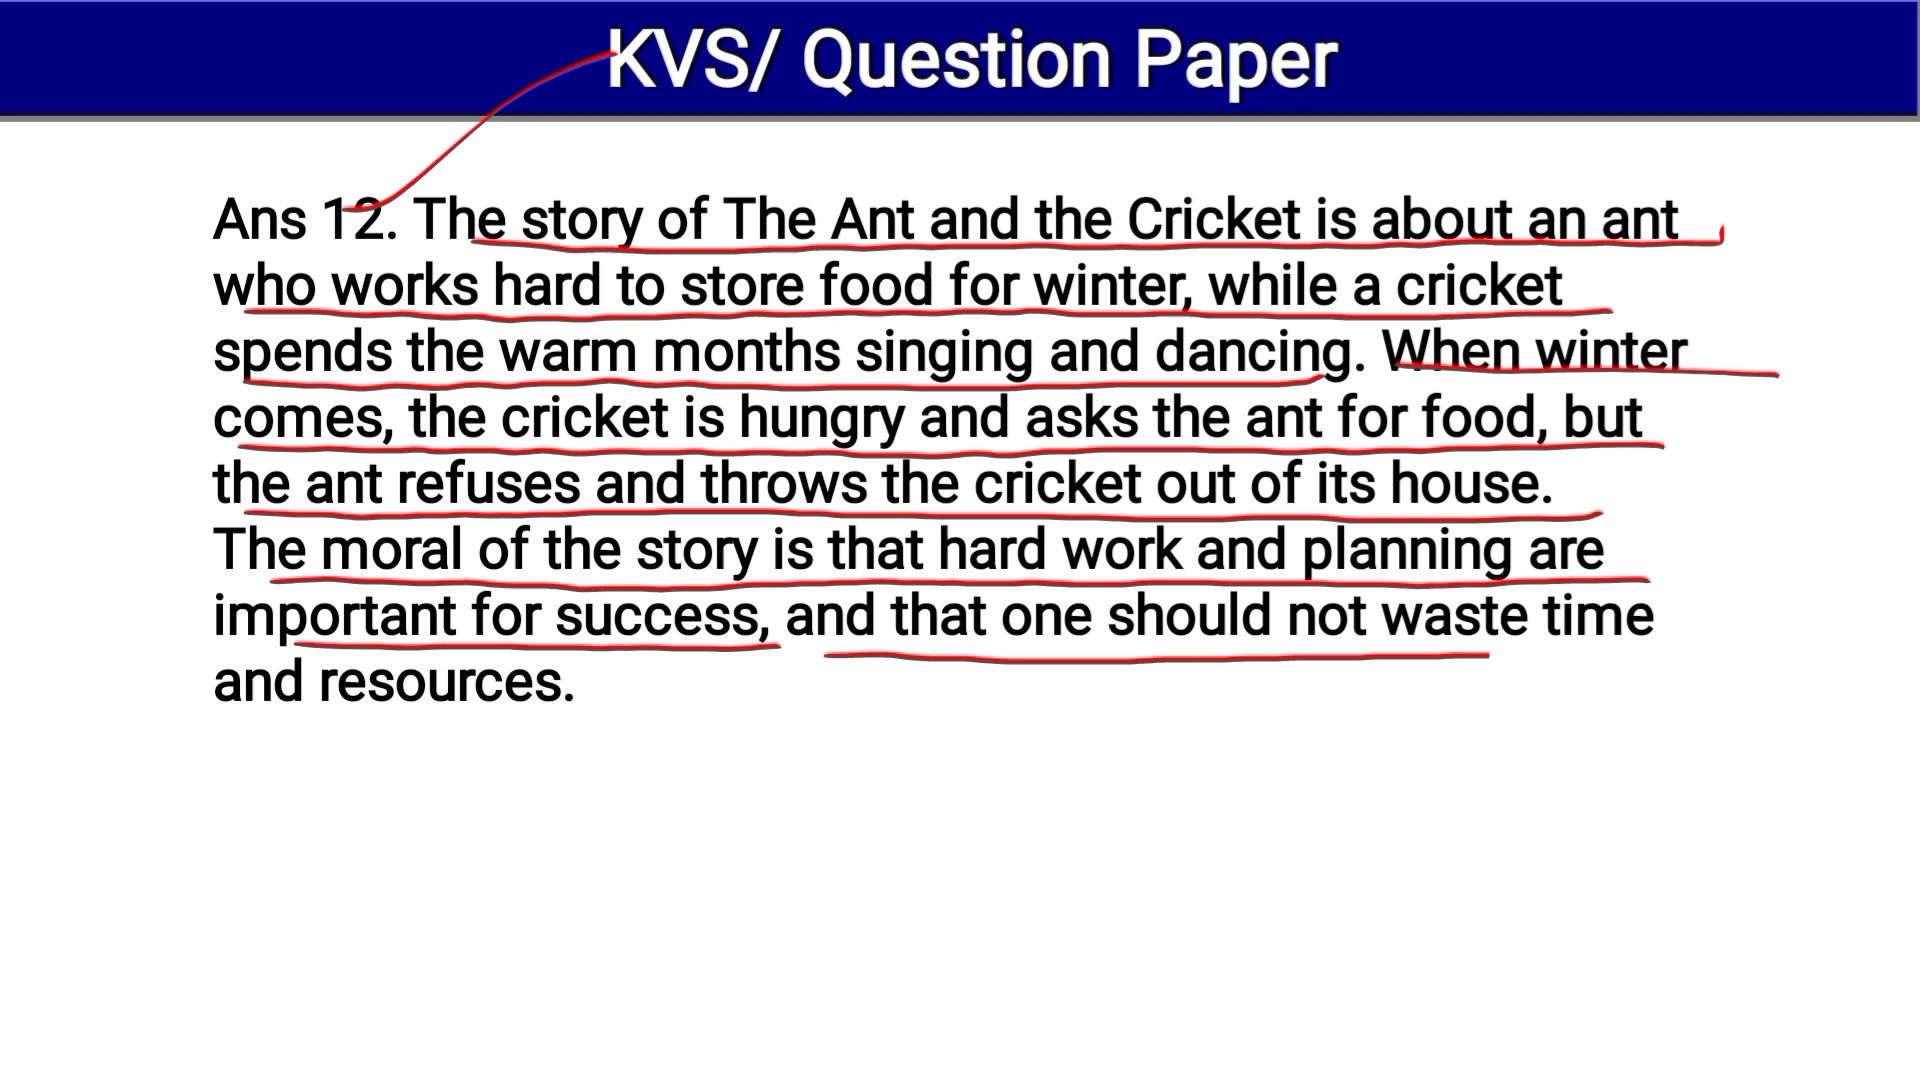 KVS/ Question Paper
Ans 12. The story of The Ant and the Cricket is about an ant
who works hard to store food for winter, while a cricket
spends the warm months singing and dancing. When winter
comes, the cricket is hungry and asks the ant for food, but
the ant refuses and throws the cricket out of its house.
The moral of the story is that hard work and planning are
important for success, and that one should not waste time
and resources.